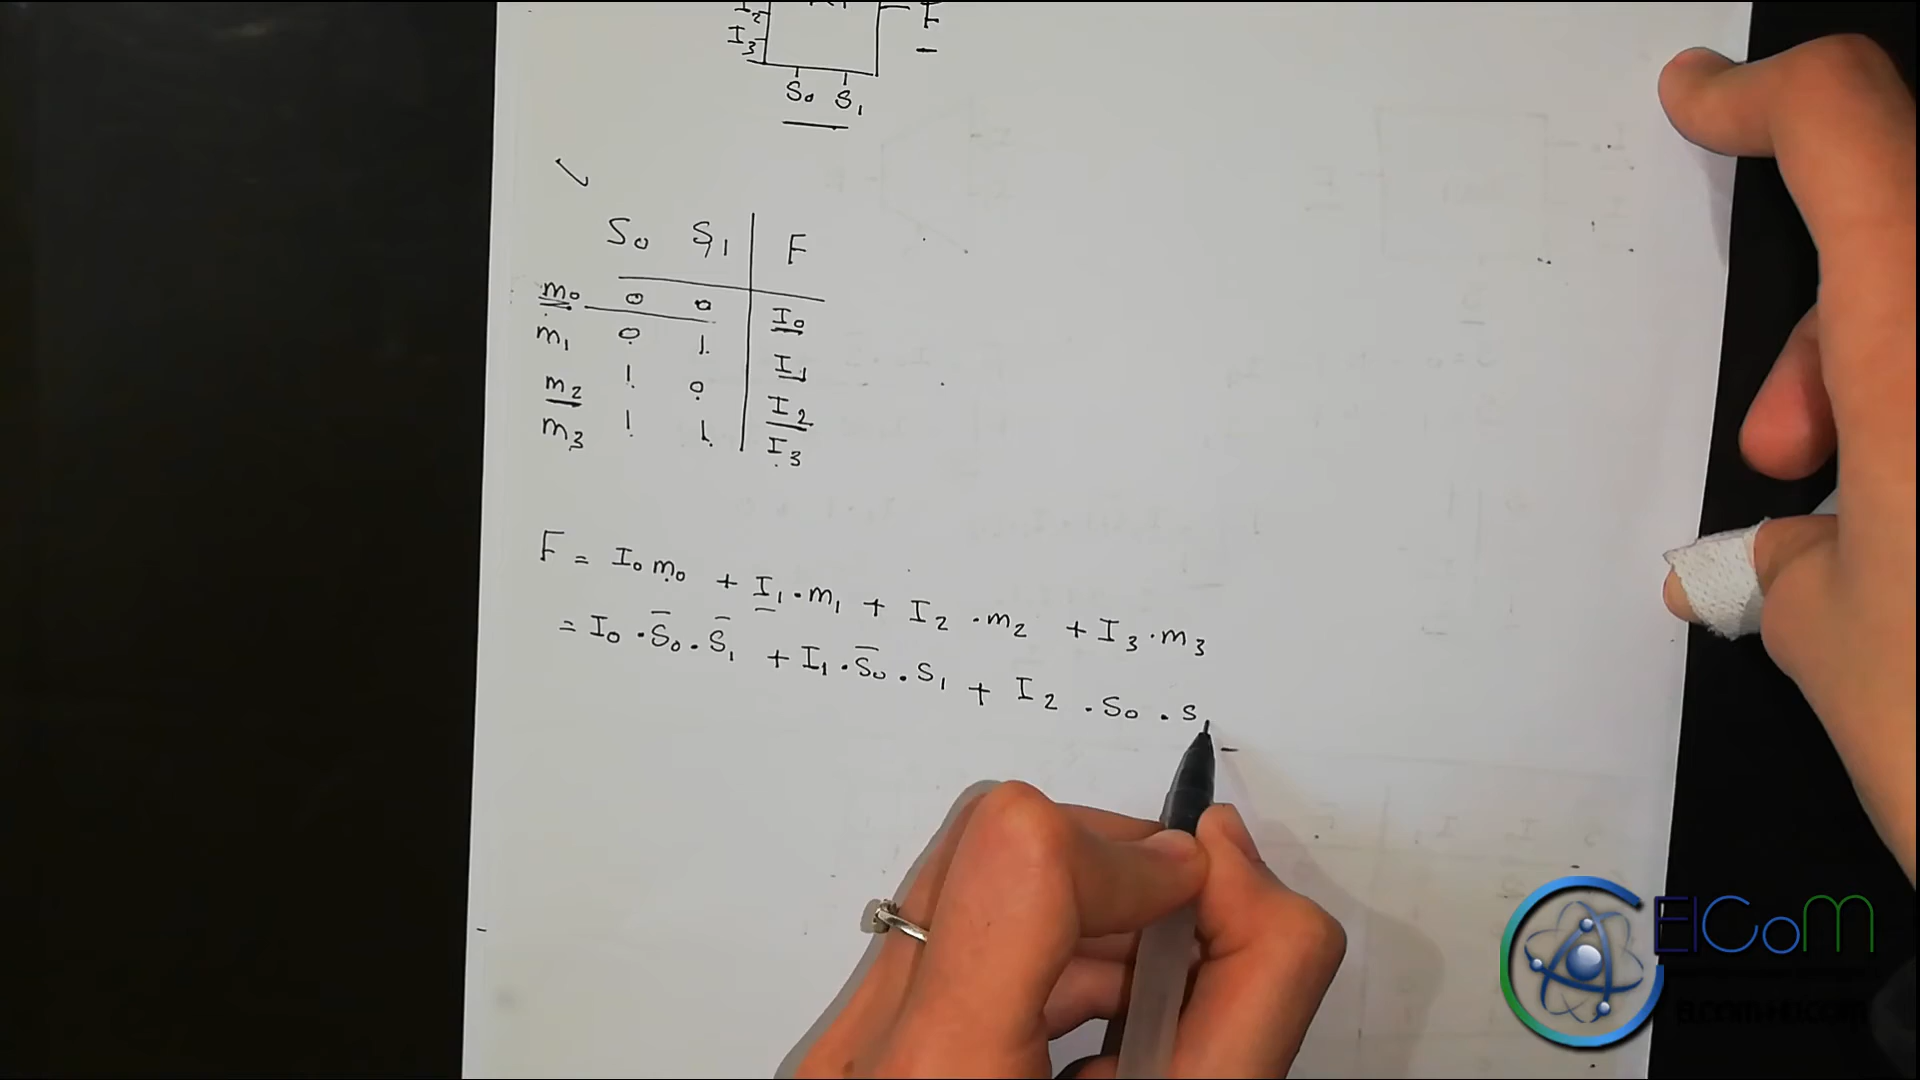 I2
I3
F
S0 S1
S0 S1 F
m0 0 0 I0
m1 0 1 I1
m2 1 0 I2
m3 1 1 I3
F = I0 m0 + I1 . m1 + I2 . m2 + I3 . m3
= I0 . S̅0 . S̅1 + I1 . S̅0 . S1 + I2 . S0 . S
ElCoM